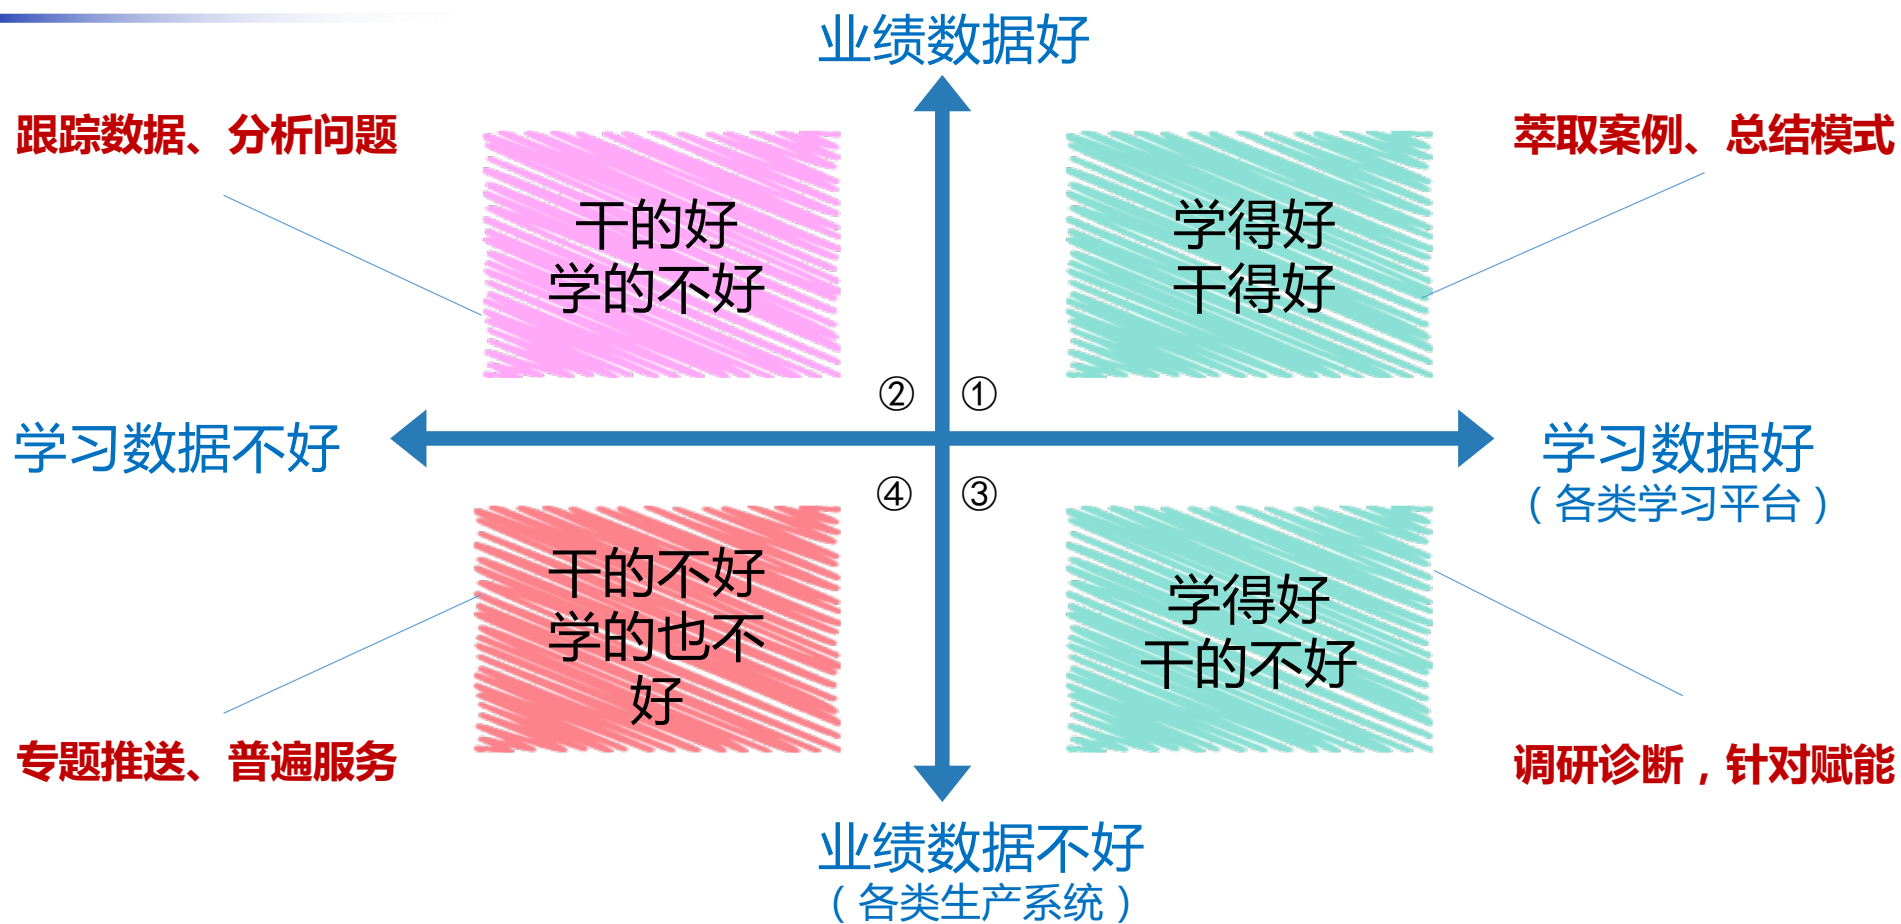 业绩数据好
跟踪数据、分析问题
萃取案例、总结模式
干的好
学的不好
学得好
干得好
②
①
学习数据不好
学习数据好
（各类学习平台）
④
③
干的不好
学的也不
好
学得好
干的不好
专题推送、普遍服务
调研诊断，针对赋能
业绩数据不好
（各类生产系统）